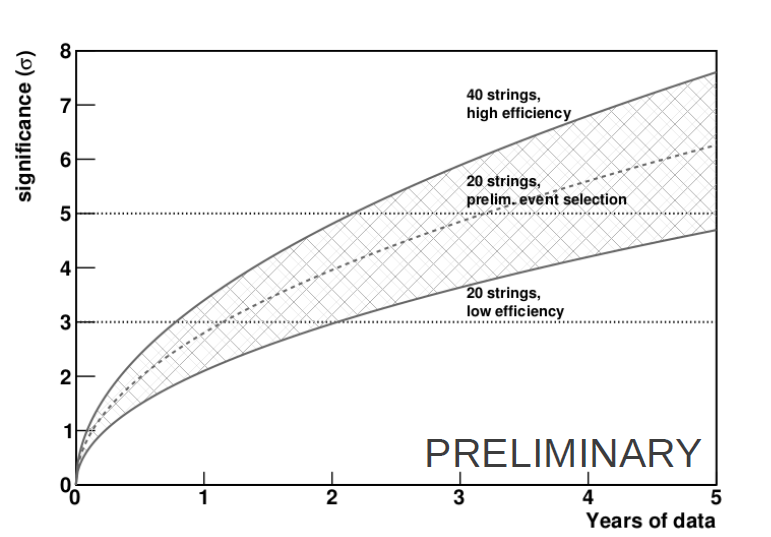 significance (σ)
8
7
6
5
4
3
2
1
0
40 strings,
high efficiency
20 strings,
prelim. event selection
20 strings,
low efficiency
PRELIMINARY
0 1 2 3 4 5
Years of data